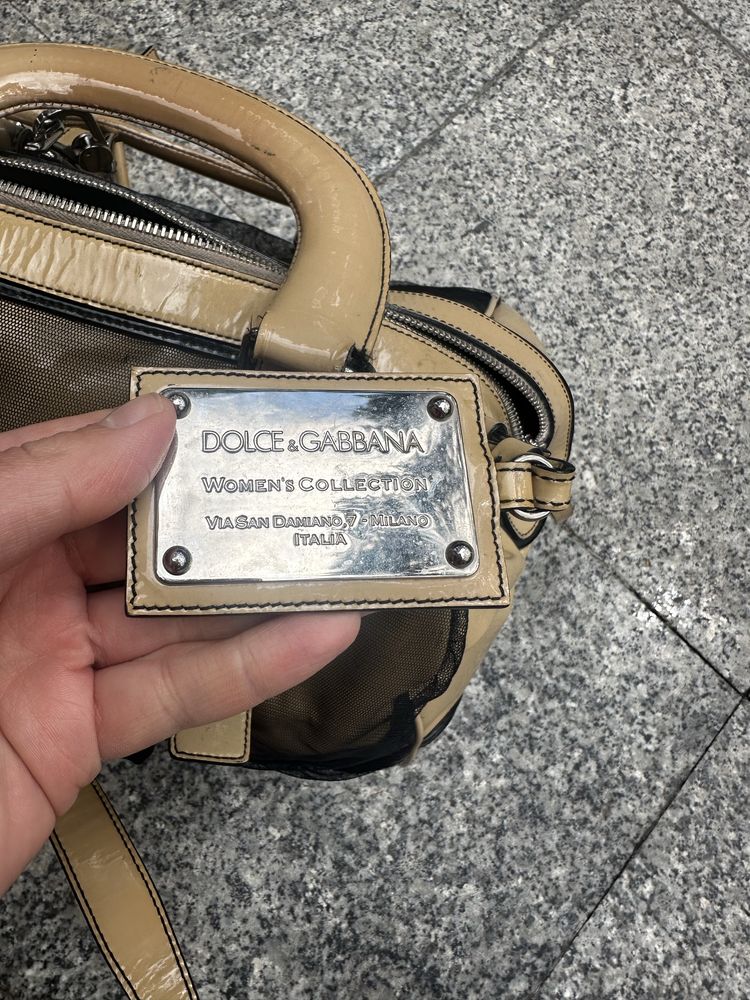 DOLCE & GABBANA
WOMEN'S COLLECTION
VIA SAN DAMIANO, 7 - MILANO
ITALIA